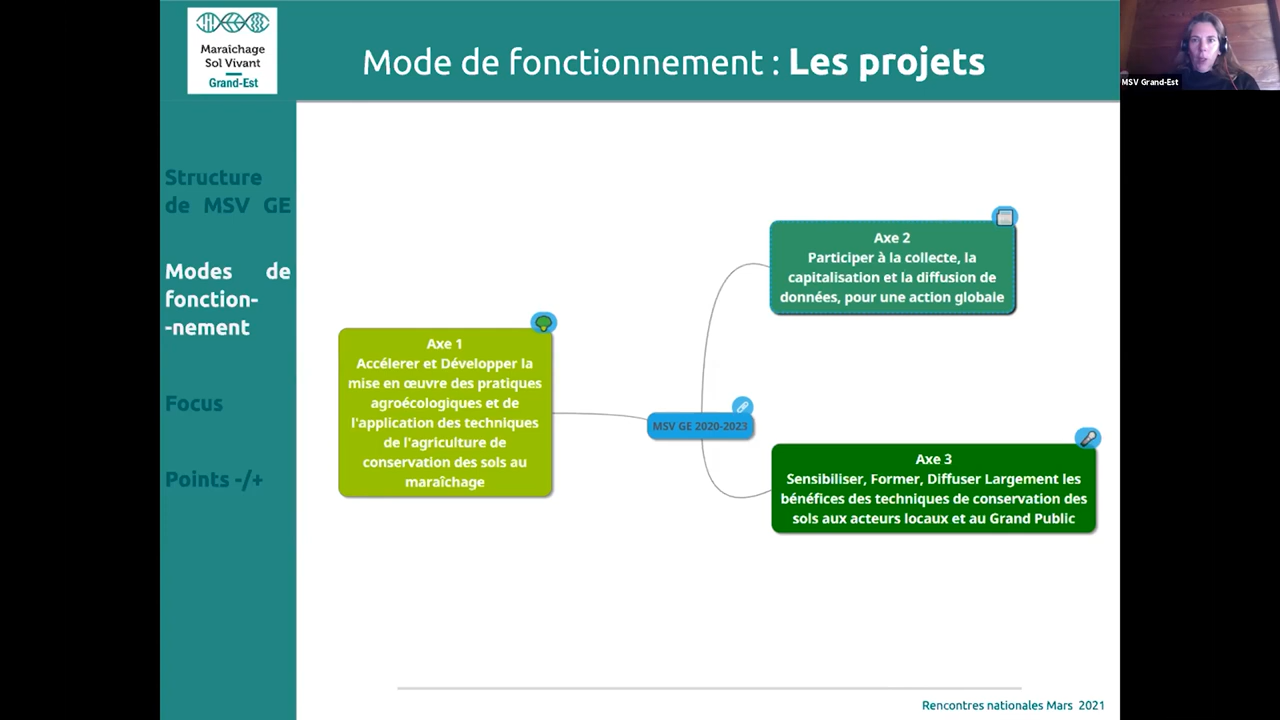 Maraîchage
Sol Vivant
Grand-Est
Mode de fonctionnement : Les projets
MSV Grand-Est
Structure
de MSV GE
Modes de
fonction-
-nement
Focus
Points -/+
Axe 1
Accélerer et Développer la
mise en œuvre des pratiques
agroécologiques et de
l'application des techniques
de l'agriculture de
conservation des sols au
maraîchage
MSV GE 2020-2023
Axe 2
Participer à la collecte, la
capitalisation et la diffusion de
données, pour une action globale
Axe 3
Sensibiliser, Former, Diffuser Largement les
bénéfices des techniques de conservation des
sols aux acteurs locaux et au Grand Public
Rencontres nationales Mars 2021